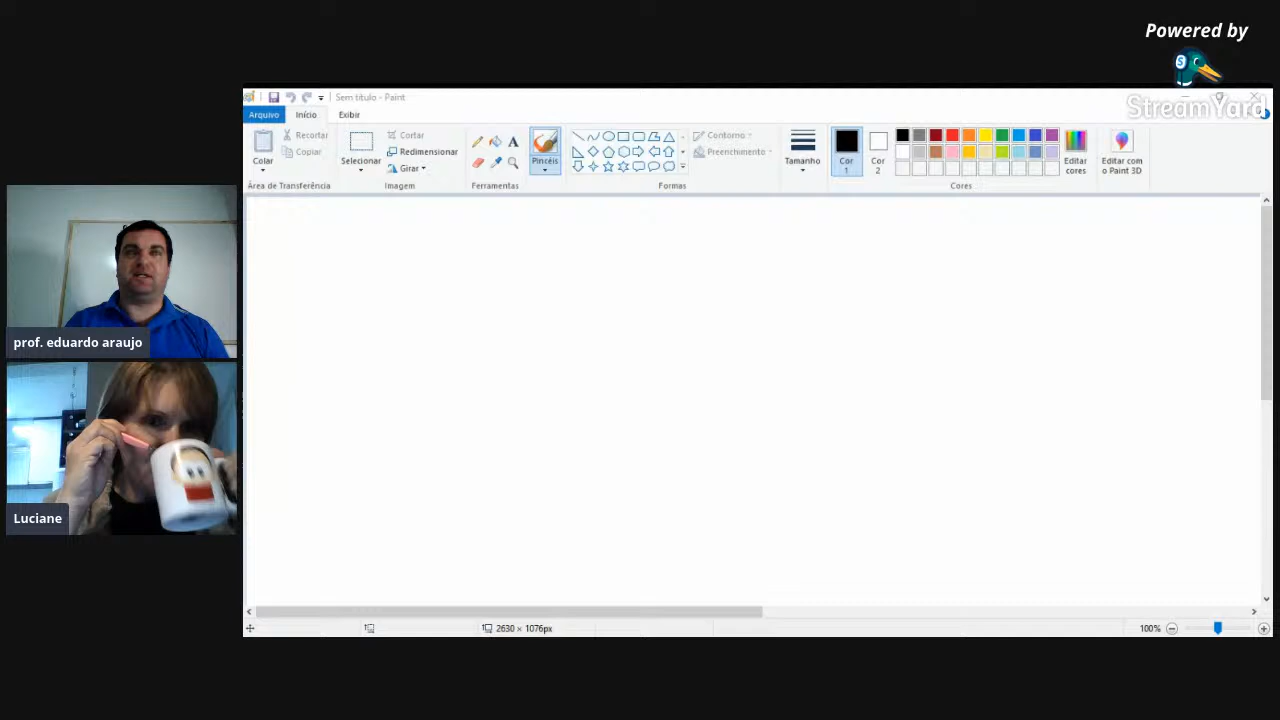 Powered by
StreamYard
Sem título - Paint
Arquivo Início Exibir
Colar
Recortar
Copiar
Área de Transferência
Selecionar
Cortar
Redimensionar
Girar
Imagem
A
Ferramentas
Pincéis
Contorno
Preenchimento
Formas
Tamanho
Cor 1
Cor 2
Editar cores
Cores
Editar com o Paint 3D
prof. eduardo araujo
Luciane
2630 × 1076px
100%